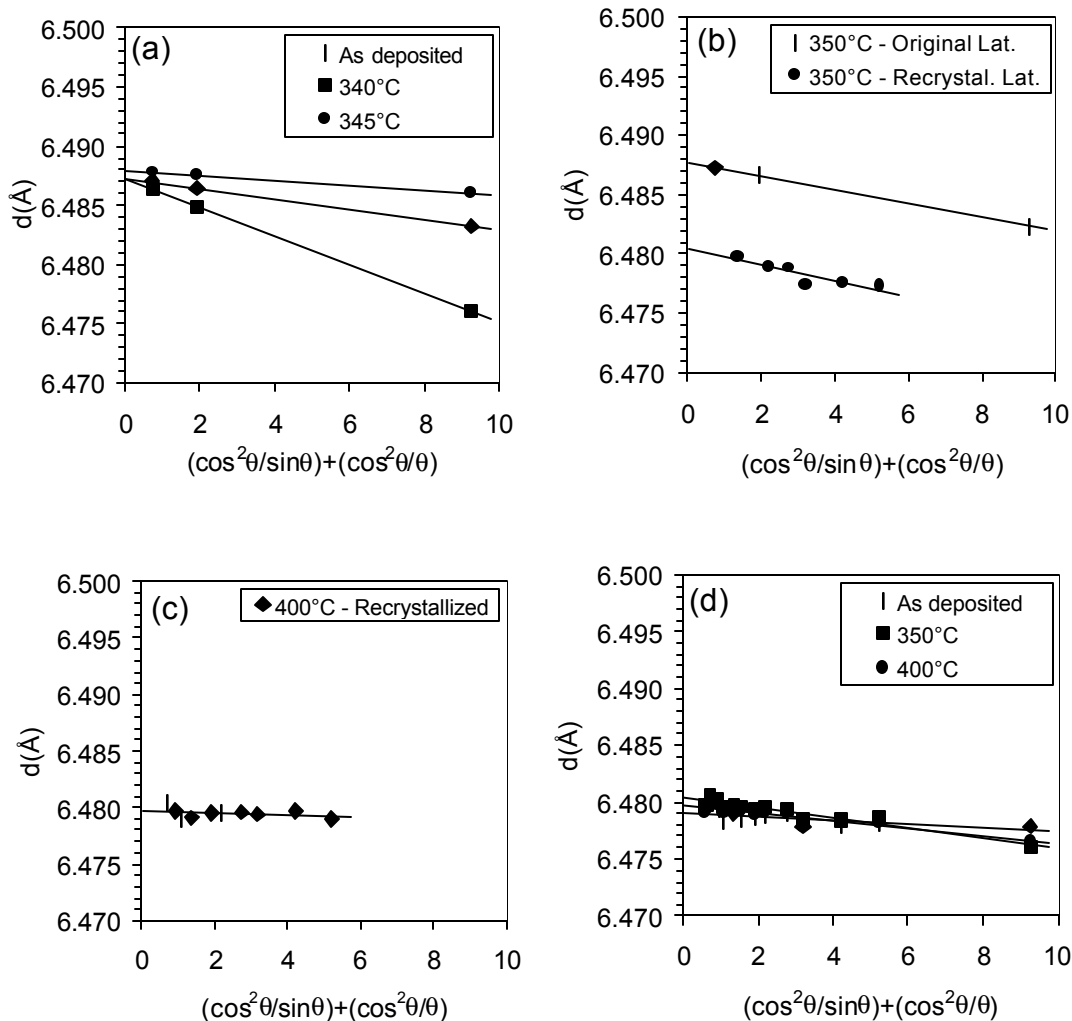 (a)
As deposited
340°C
345°C
6.500
6.495
6.490
6.485
6.480
6.475
6.470
d(Å)
0 2 4 6 8 10
(cos²θ/sinθ)+(cos²θ/θ)
(b)
350°C - Original Lat.
350°C - Recrystal. Lat.
6.500
6.495
6.490
6.485
6.480
6.475
6.470
d(Å)
0 2 4 6 8 10
(cos²θ/sinθ)+(cos²θ/θ)
(c)
400°C - Recrystallized
6.500
6.495
6.490
6.485
6.480
6.475
6.470
d(Å)
0 2 4 6 8 10
(cos²θ/sinθ)+(cos²θ/θ)
(d)
As deposited
350°C
400°C
6.500
6.495
6.490
6.485
6.480
6.475
6.470
d(Å)
0 2 4 6 8 10
(cos²θ/sinθ)+(cos²θ/θ)